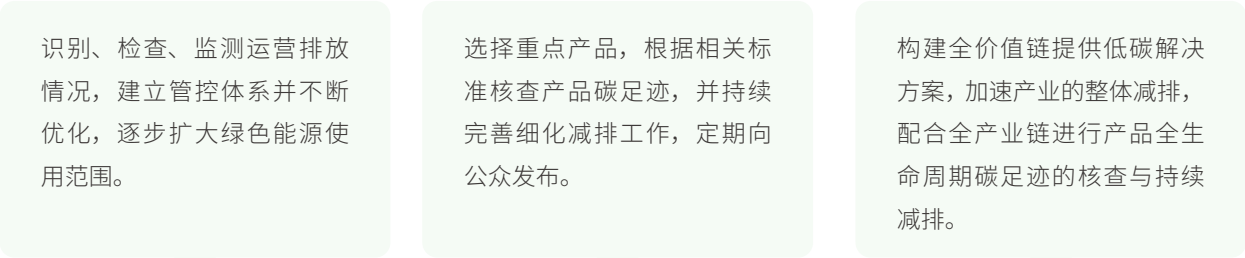 识别、检查、监测运营排放
情况，建立管控体系并不断
优化，逐步扩大绿色能源使
用范围。
选择重点产品，根据相关标
准核查产品碳足迹，并持续
完善细化减排工作，定期向
公众发布。
构建全价值链提供低碳解决
方案，加速产业的整体减排，
配合全产业链进行产品全生
命周期碳足迹的核查与持续
减排。